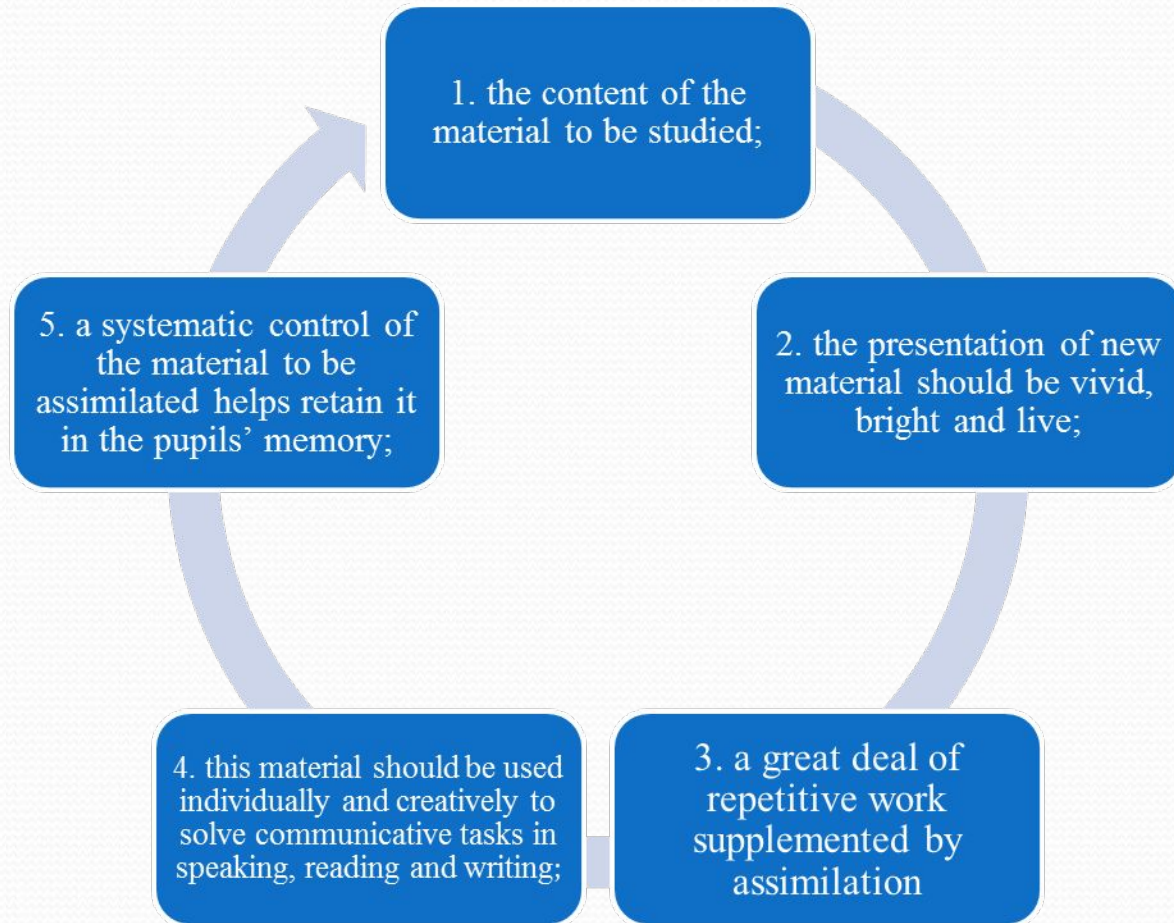 1. the content of the
material to be studied;
2. the presentation of new
material should be vivid,
bright and live;
3. a great deal of
repetitive work
supplemented by
assimilation
4. this material should be used
individually and creatively to
solve communicative tasks in
speaking, reading and writing;
5. a systematic control of
the material to be
assimilated helps retain it
in the pupils’ memory;